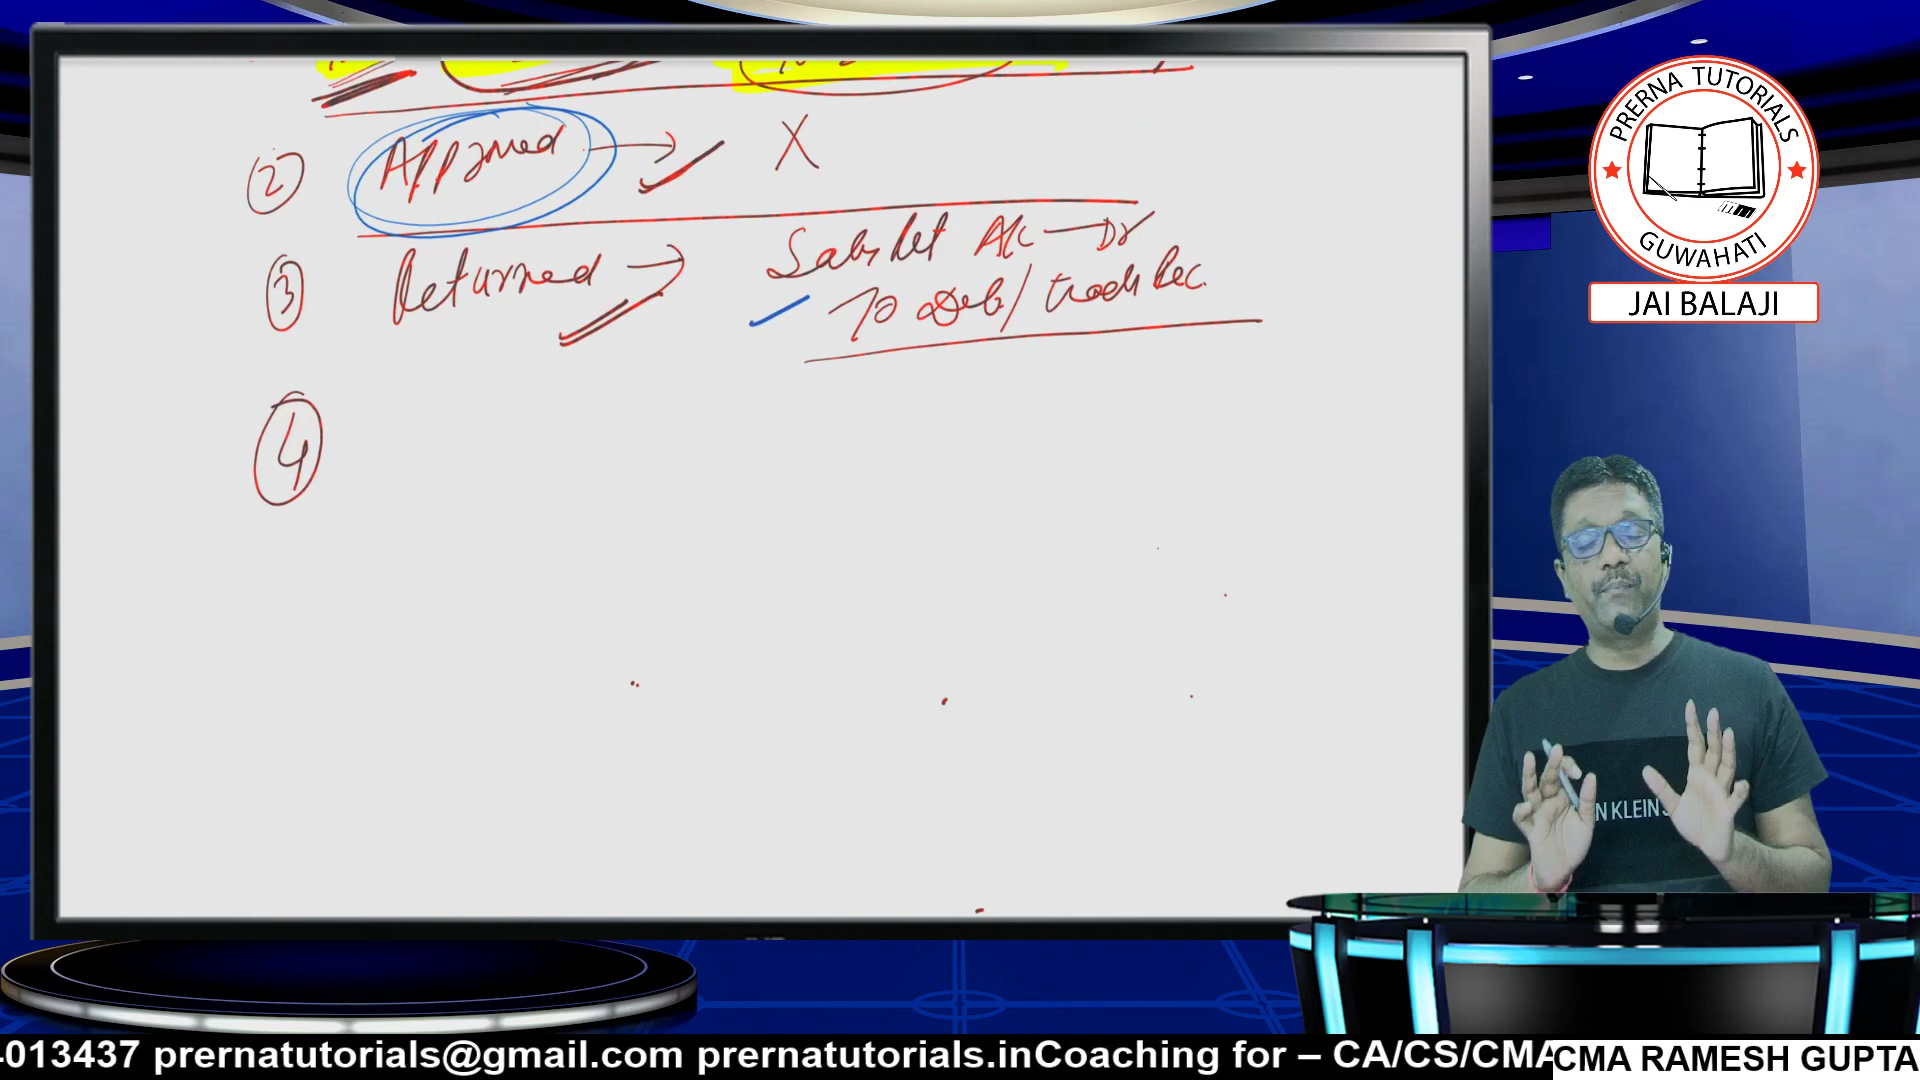 ② Approved → X
③ Returned → Sales Ret A/c — Dr
To Deb/Trade Rec.
④
PRERNA TUTORIALS
GUWAHATI
JAI BALAJI
N KLEIN
-013437 prernatutorials@gmail.com prernatutorials.inCoaching for – CA/CS/CMA
CMA RAMESH GUPTA